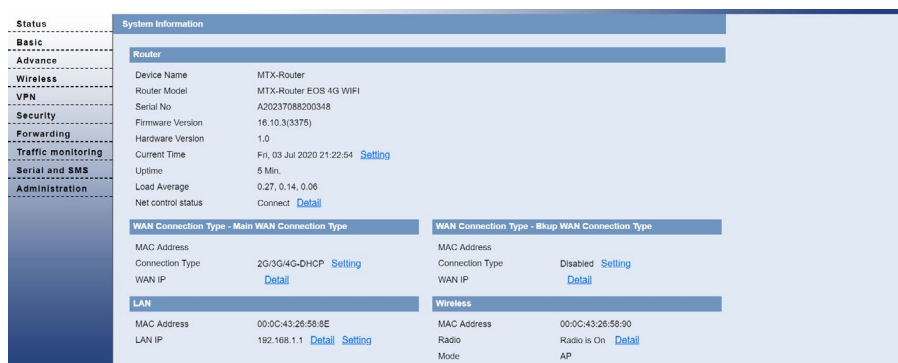 Status
Basic
Advance
Wireless
VPN
Security
Forwarding
Traffic monitoring
Serial and SMS
Administration
System Information
Router
Device Name MTX-Router
Router Model MTX-Router EOS 4G WIFI
Serial No A20237088200348
Firmware Version 16.10.3(3375)
Hardware Version 1.0
Current Time Fri, 03 Jul 2020 21:22:54 Setting
Uptime 5 Min.
Load Average 0.27, 0.14, 0.06
Net control status Connect Detail
WAN Connection Type - Main WAN Connection Type
MAC Address
Connection Type 2G/3G/4G-DHCP Setting
WAN IP Detail
WAN Connection Type - Bkup WAN Connection Type
MAC Address
Connection Type Disabled Setting
WAN IP Detail
LAN
MAC Address 00:0C:43:26:58:8E
LAN IP 192.168.1.1 Detail Setting
Wireless
MAC Address 00:0C:43:26:58:90
Radio Radio is On Detail
Mode AP